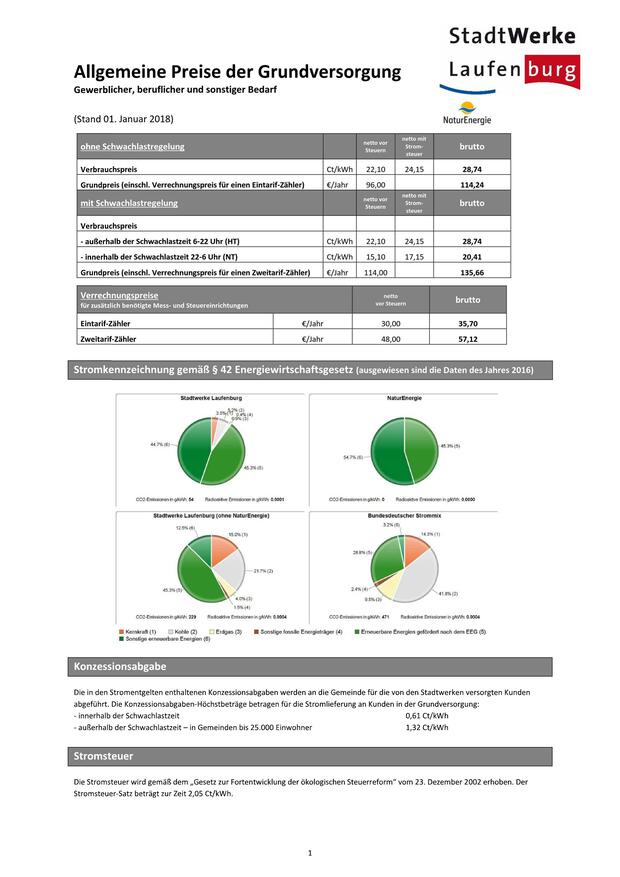 StadtWerke
Laufenburg
NaturEnergie
Allgemeine Preise der Grundversorgung
Gewerblicher, beruflicher und sonstiger Bedarf
(Stand 01. Januar 2018)
ohne Schwachlastregelung netto vor Steuern netto mit Strom-steuer brutto
Verbrauchspreis Ct/kWh 22,10 24,15 28,74
Grundpreis (einschl. Verrechnungspreis für einen Eintarif-Zähler) €/Jahr 96,00 114,24
mit Schwachlastregelung netto vor Steuern netto mit Strom-steuer brutto
Verbrauchspreis
- außerhalb der Schwachlastzeit 6-22 Uhr (HT) Ct/kWh 22,10 24,15 28,74
- innerhalb der Schwachlastzeit 22-6 Uhr (NT) Ct/kWh 15,10 17,15 20,41
Grundpreis (einschl. Verrechnungspreis für einen Zweitarif-Zähler) €/Jahr 114,00 135,66
Verrechnungspreise netto vor Steuern brutto
für zusätzlich benötigte Mess- und Steuereinrichtungen
Eintarif-Zähler €/Jahr 30,00 35,70
Zweitarif-Zähler €/Jahr 48,00 57,12
Stromkennzeichnung gemäß § 42 Energiewirtschaftsgesetz (ausgewiesen sind die Daten des Jahres 2016)
Stadtwerke Laufenburg
44.7% (6)
45.3% (5)
CO2-Emissionen in g/kWh: 54 Radioaktive Emissionen in g/kWh: 0.0001
NaturEnergie
54.7% (6)
45.3% (5)
CO2-Emissionen in g/kWh: 0 Radioaktive Emissionen in g/kWh: 0.0000
Stadtwerke Laufenburg (ohne NaturEnergie)
12.5% (6)
15.0% (1)
21.7% (2)
45.3% (5)
4.0% (3)
1.5% (4)
CO2-Emissionen in g/kWh: 229 Radioaktive Emissionen in g/kWh: 0.0004
Bundesdeutscher Strommix
3.2% (6)
14.3% (1)
28.8% (5)
2.4% (4)
9.5% (3)
41.8% (2)
CO2-Emissionen in g/kWh: 471 Radioaktive Emissionen in g/kWh: 0.0004
Kernkraft (1) Kohle (2) Erdgas (3) Sonstige fossile Energieträger (4) Erneuerbare Energien gefördert nach dem EEG (5)
Sonstige erneuerbare Energien (6)
Konzessionsabgabe
Die in den Stromentgelten enthaltenen Konzessionsabgaben werden an die Gemeinde für die von den Stadtwerken versorgten Kunden
abgeführt. Die Konzessionsabgaben-Höchstbeträge betragen für die Stromlieferung an Kunden in der Grundversorgung:
- innerhalb der Schwachlastzeit 0,61 Ct/kWh
- außerhalb der Schwachlastzeit – in Gemeinden bis 25.000 Einwohner 1,32 Ct/kWh
Stromsteuer
Die Stromsteuer wird gemäß dem „Gesetz zur Fortentwicklung der ökologischen Steuerreform“ vom 23. Dezember 2002 erhoben. Der
Stromsteuer-Satz beträgt zur Zeit 2,05 Ct/kWh.
1